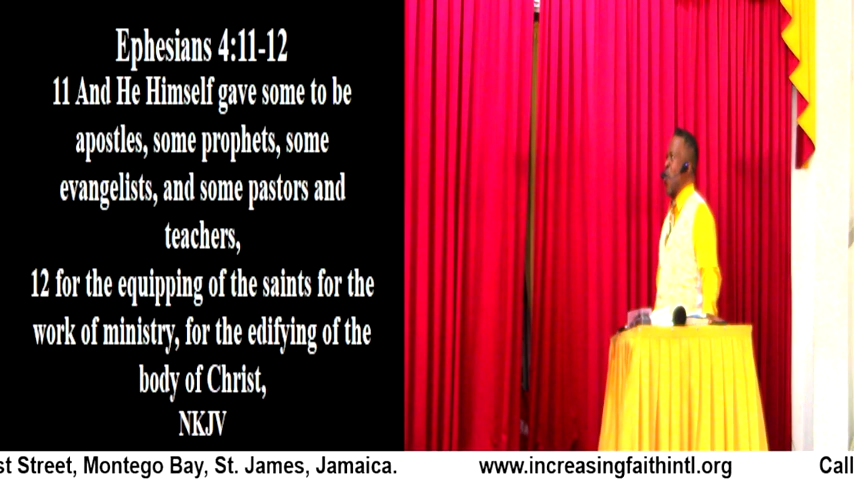 Ephesians 4:11-12
11 And He Himself gave some to be
apostles, some prophets, some
evangelists, and some pastors and
teachers,
12 for the equipping of the saints for the
work of ministry, for the edifying of the
body of Christ,
NKJV
st Street, Montego Bay, St. James, Jamaica. www.increasingfaithintl.org Call